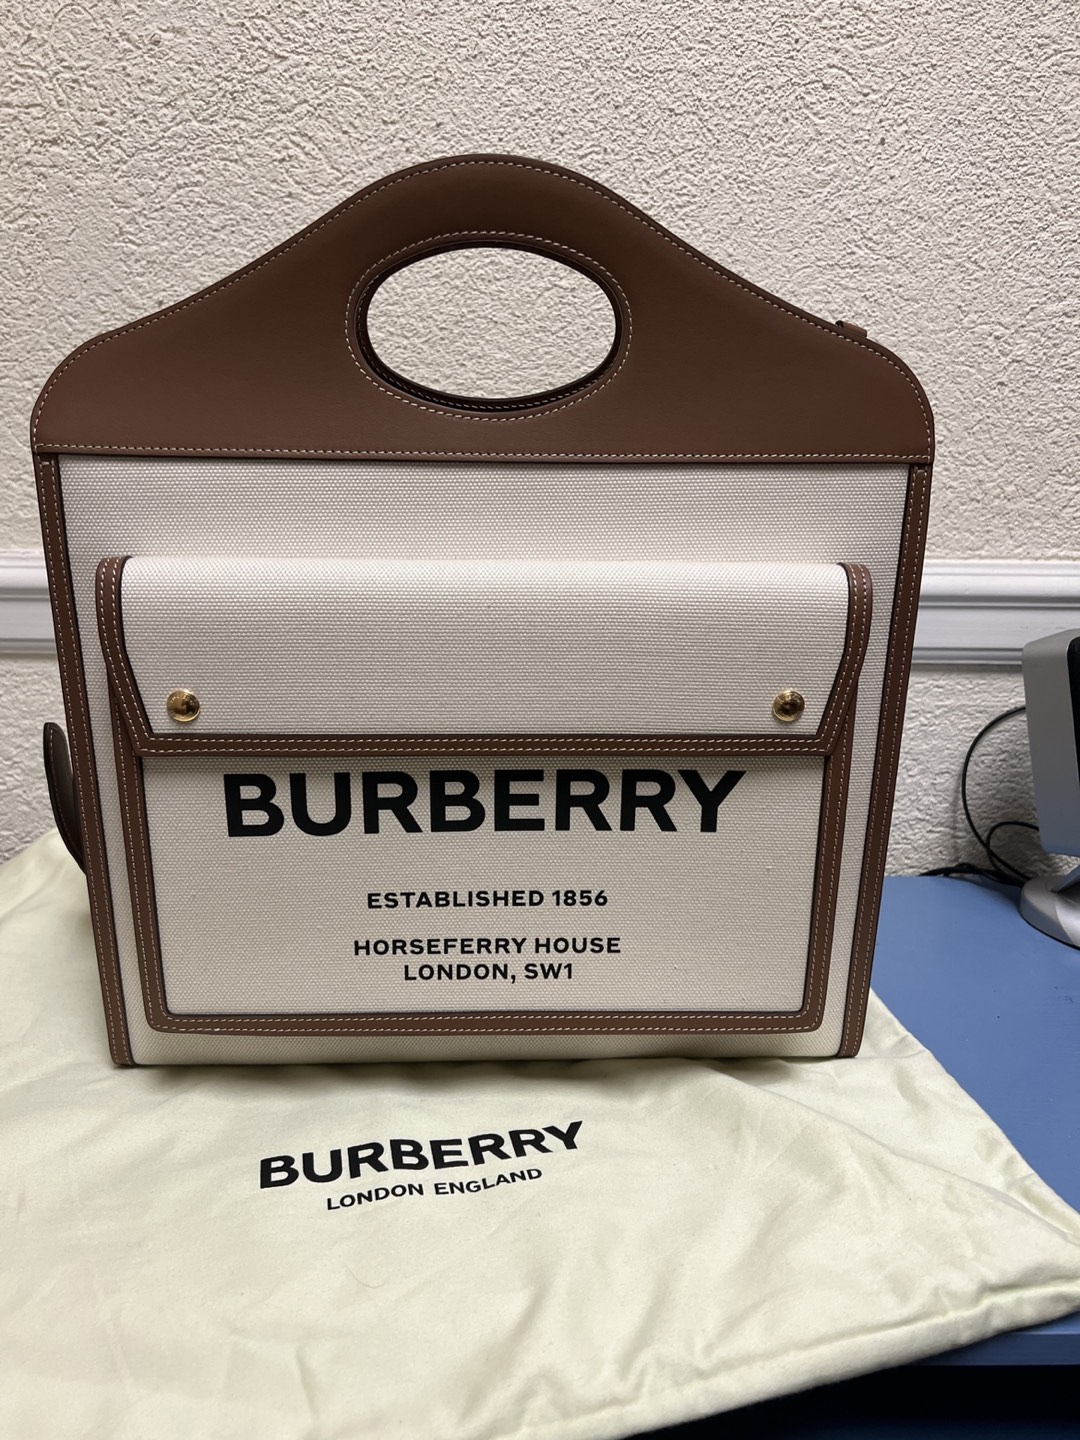 BURBERRY
ESTABLISHED 1856
HORSEFERRY HOUSE
LONDON, SW1
BURBERRY
LONDON ENGLAND